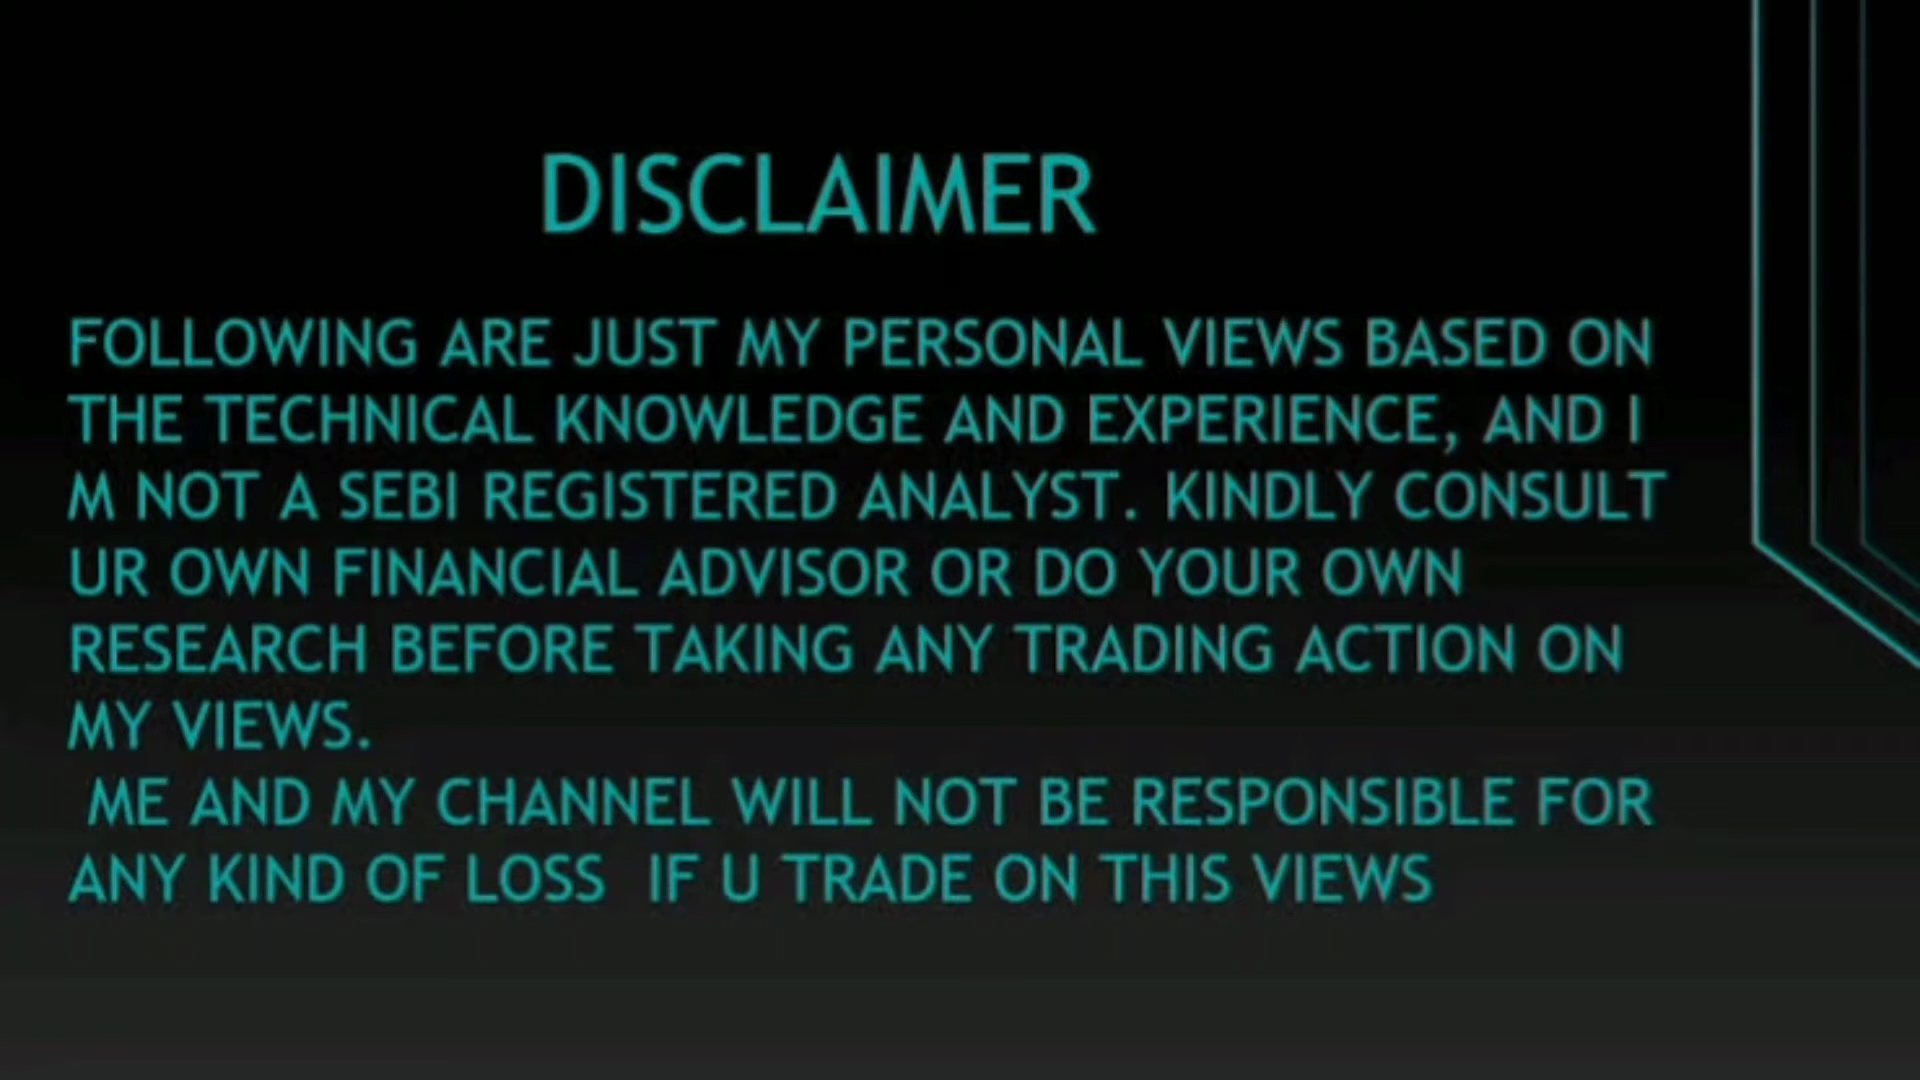 DISCLAIMER
FOLLOWING ARE JUST MY PERSONAL VIEWS BASED ON
THE TECHNICAL KNOWLEDGE AND EXPERIENCE, AND I
M NOT A SEBI REGISTERED ANALYST. KINDLY CONSULT
UR OWN FINANCIAL ADVISOR OR DO YOUR OWN
RESEARCH BEFORE TAKING ANY TRADING ACTION ON
MY VIEWS.
ME AND MY CHANNEL WILL NOT BE RESPONSIBLE FOR
ANY KIND OF LOSS  IF U TRADE ON THIS VIEWS